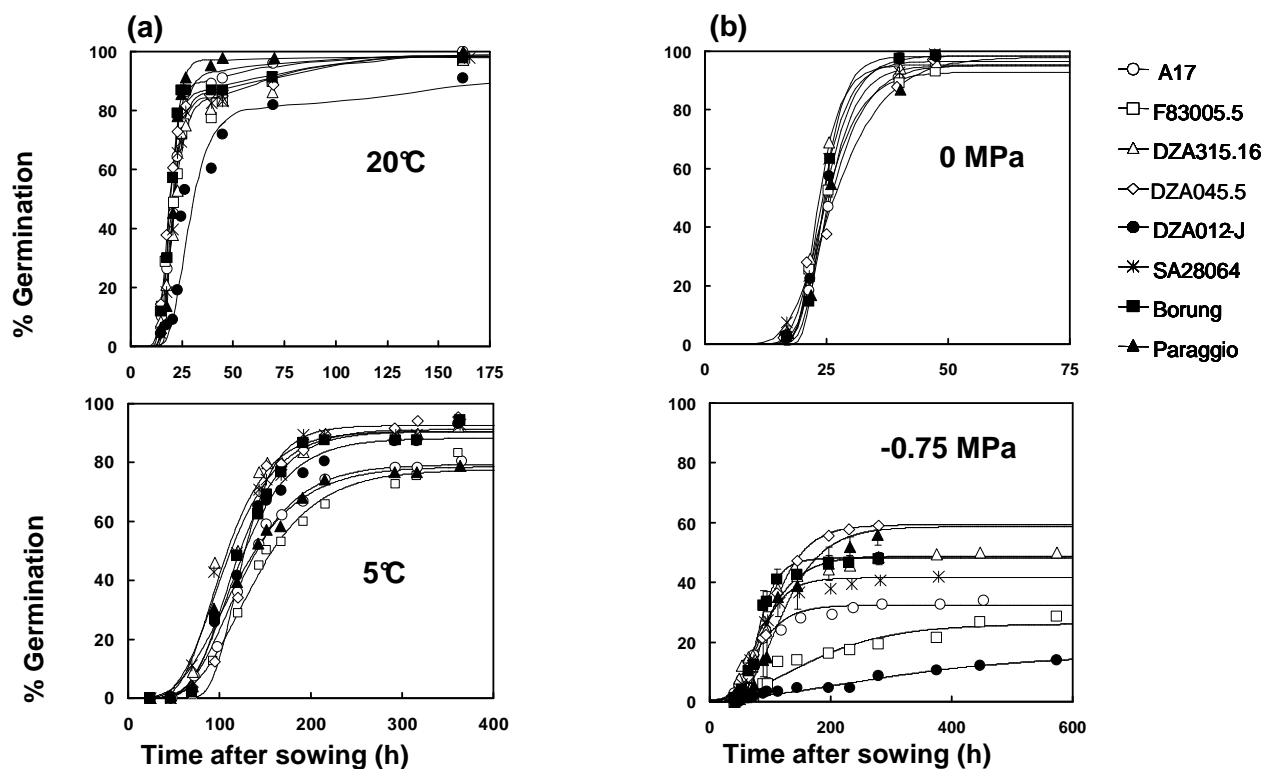 (a)
(b)
% Germination
100
80
60
40
20
0
20°C
0 25 50 75 100 125 150 175
100
80
60
40
20
0
0 MPa
0 25 50 75
A17
F83005.5
DZA315.16
DZA045.5
DZA012-J
SA28064
Borung
Paraggio
% Germination
100
80
60
40
20
0
5°C
0 100 200 300 400
Time after sowing (h)
100
80
60
40
20
0
-0.75 MPa
0 200 400 600
Time after sowing (h)